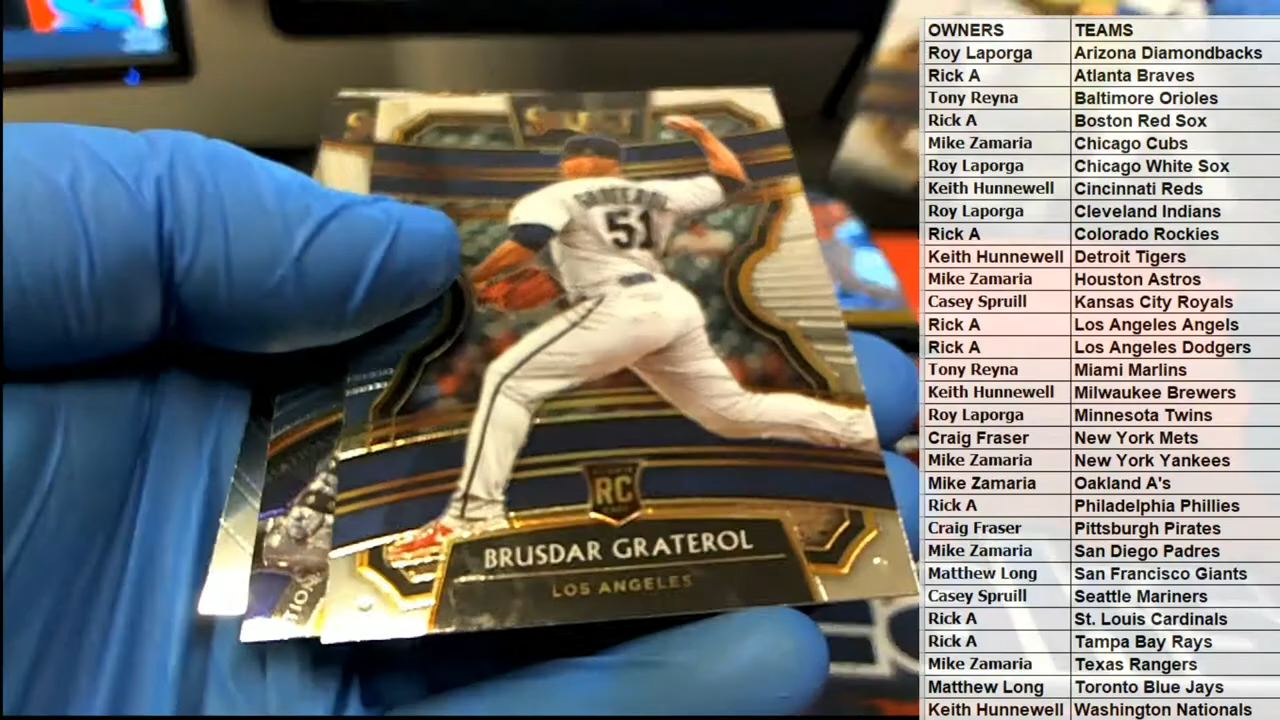 SELECT
GRATEROL
51
RC
BRUSDAR GRATEROL
LOS ANGELES
OWNERS TEAMS
Roy Laporga Arizona Diamondbacks
Rick A Atlanta Braves
Tony Reyna Baltimore Orioles
Rick A Boston Red Sox
Mike Zamaria Chicago Cubs
Roy Laporga Chicago White Sox
Keith Hunnewell Cincinnati Reds
Roy Laporga Cleveland Indians
Rick A Colorado Rockies
Keith Hunnewell Detroit Tigers
Mike Zamaria Houston Astros
Casey Spruill Kansas City Royals
Rick A Los Angeles Angels
Rick A Los Angeles Dodgers
Tony Reyna Miami Marlins
Keith Hunnewell Milwaukee Brewers
Roy Laporga Minnesota Twins
Craig Fraser New York Mets
Mike Zamaria New York Yankees
Mike Zamaria Oakland A's
Rick A Philadelphia Phillies
Craig Fraser Pittsburgh Pirates
Mike Zamaria San Diego Padres
Matthew Long San Francisco Giants
Casey Spruill Seattle Mariners
Rick A St. Louis Cardinals
Rick A Tampa Bay Rays
Mike Zamaria Texas Rangers
Matthew Long Toronto Blue Jays
Keith Hunnewell Washington Nationals